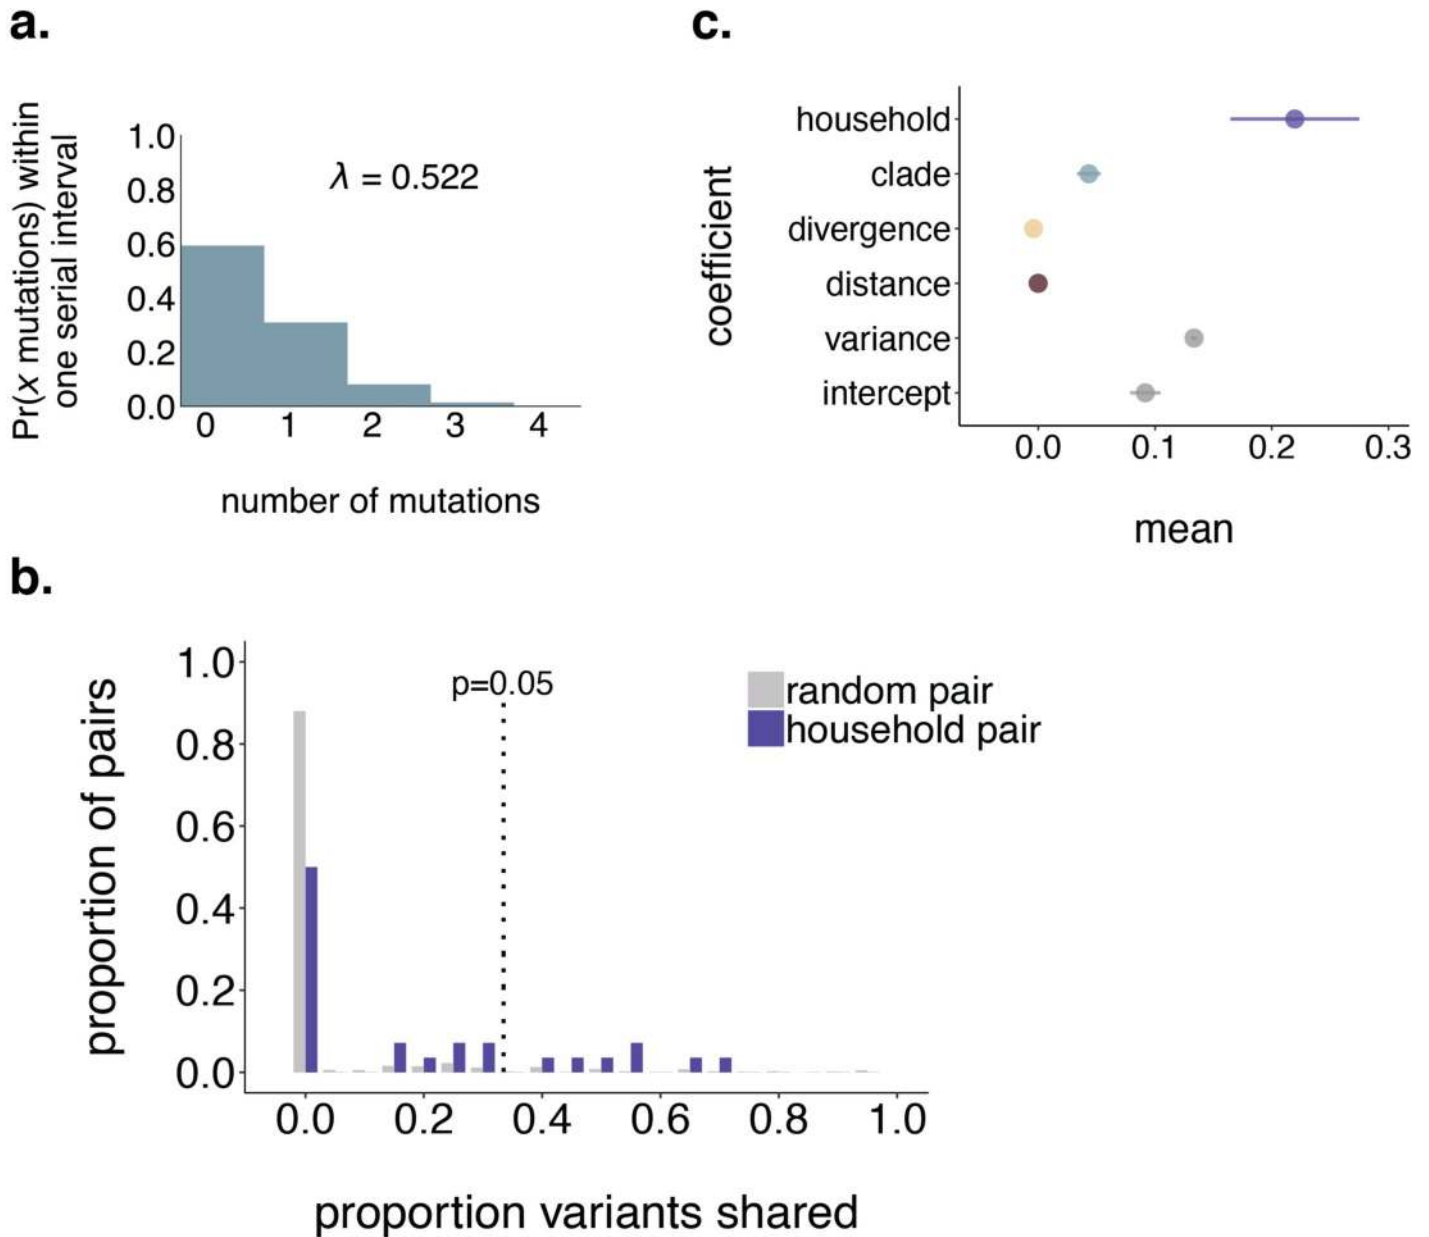 a.
Pr(x mutations) within
one serial interval
1.0
0.8
0.6
0.4
0.2
0.0
λ = 0.522
0 1 2 3 4
number of mutations
c.
coefficient
household
clade
divergence
distance
variance
intercept
0.0 0.1 0.2 0.3
mean
b.
proportion of pairs
1.0
0.8
0.6
0.4
0.2
0.0
p=0.05
random pair
household pair
0.0 0.2 0.4 0.6 0.8 1.0
proportion variants shared